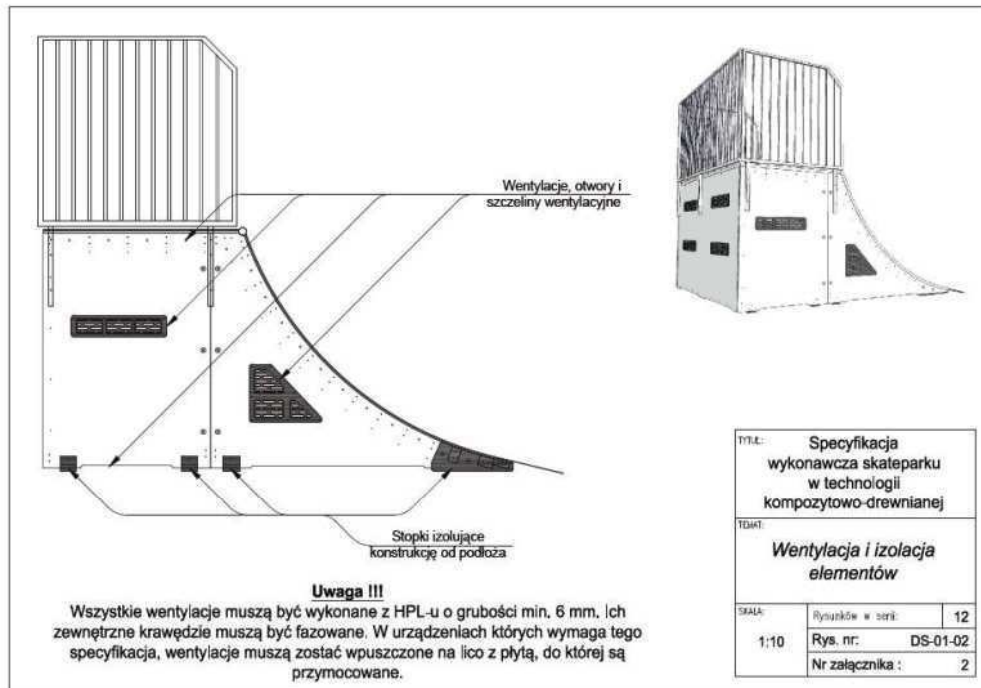 Wentylacje, otwory i
szczeliny wentylacyjne
Stopki izolujące
konstrukcję od podłoża
Uwaga !!!
Wszystkie wentylacje muszą być wykonane z HPL-u o grubości min. 6 mm. Ich
zewnętrzne krawędzie muszą być fazowane. W urządzeniach których wymaga tego
specyfikacja, wentylacje muszą zostać wpuszczone na lico z płytą, do której są
przymocowane.
TYTUŁ:
Specyfikacja
wykonawcza skateparku
w technologii
kompozytowo-drewnianej
TEMAT:
Wentylacja i izolacja
elementów
SKALA:
1:10
Rysunków w serii: 12
Rys. nr: DS-01-02
Nr załącznika : 2